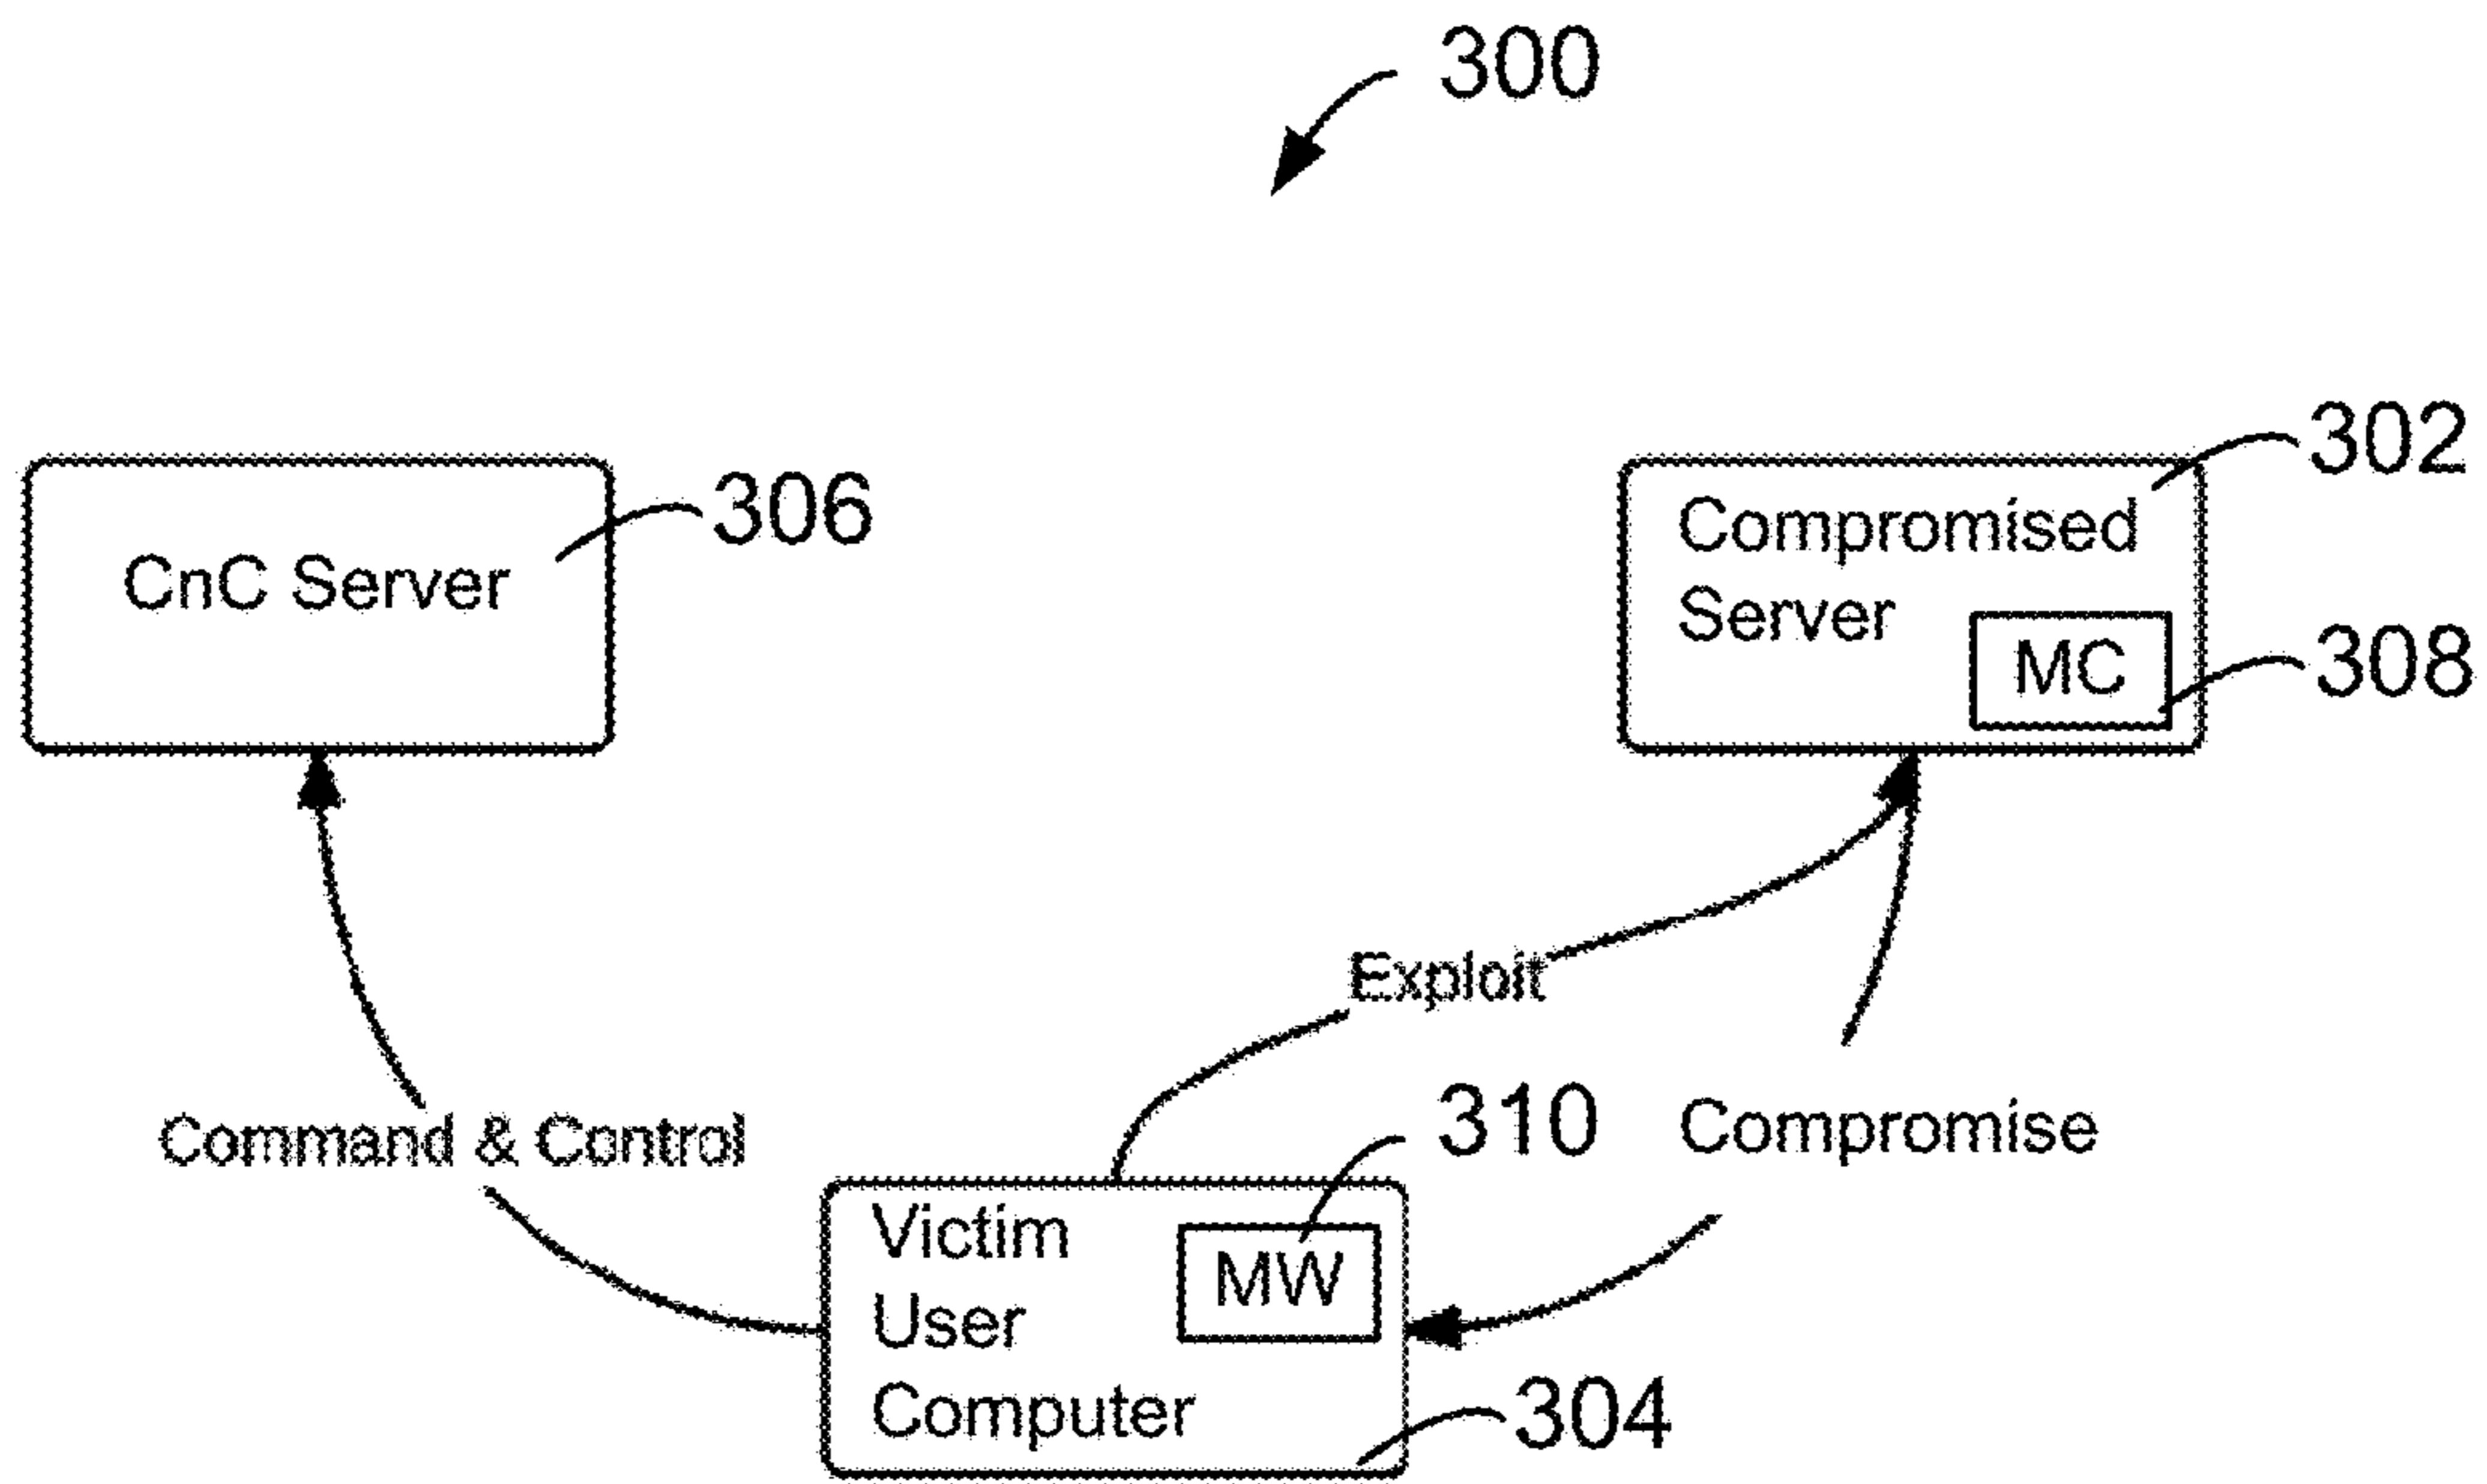 300
302
306
Compromised
CnC Server
Server
MC
308
Exploit
310
Compromise
Command & Control
Victim
MW
User
Computer
304